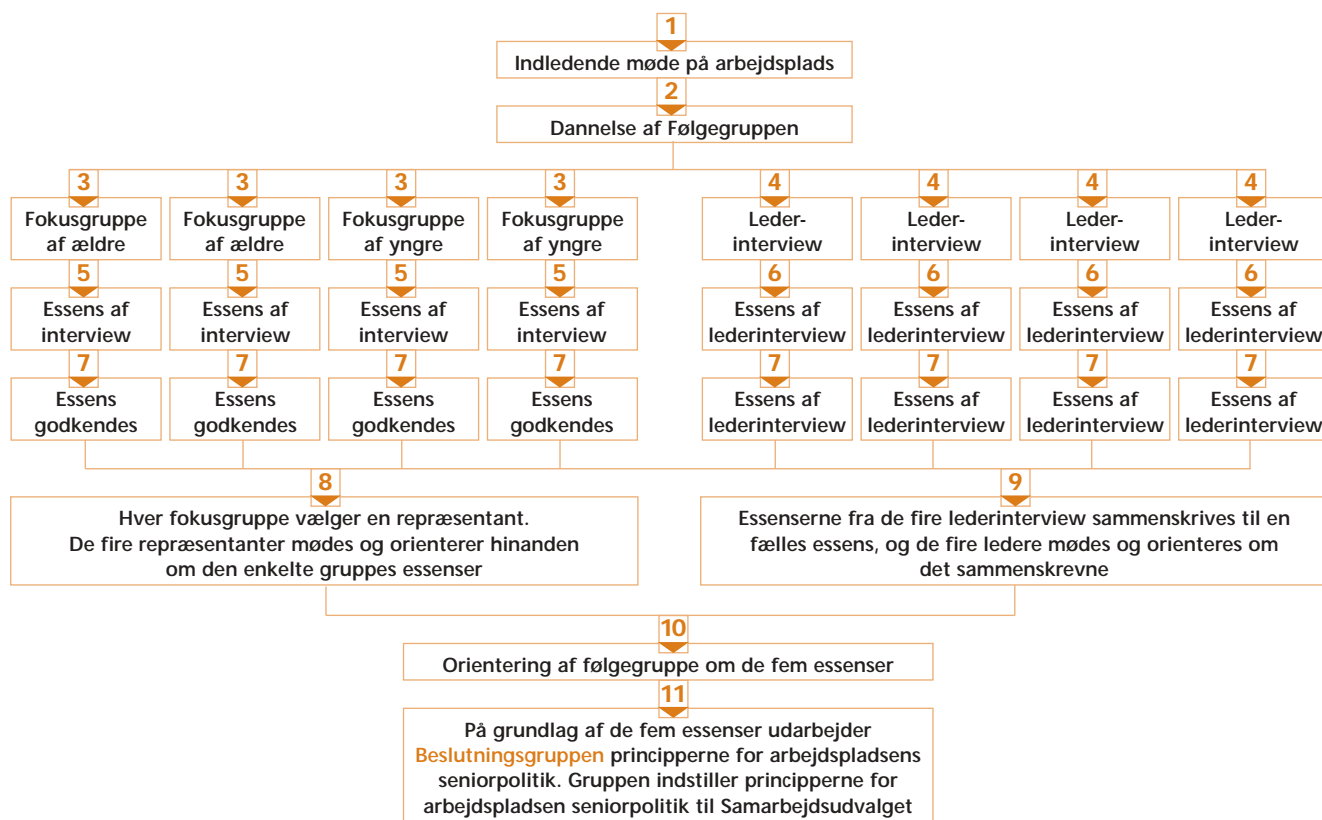 1
Indledende møde på arbejdsplads
2
Dannelse af Følgegruppen
3 3 3 3 4 4 4 4
Fokusgruppe Fokusgruppe Fokusgruppe Fokusgruppe Leder- Leder- Leder- Leder-
af ældre af ældre af yngre af yngre interview interview interview interview
5 5 5 5 6 6 6 6
Essens af Essens af Essens af Essens af Essens af Essens af Essens af Essens af
interview interview interview interview lederinterview lederinterview lederinterview lederinterview
7 7 7 7 7 7 7 7
Essens Essens Essens Essens Essens af Essens af Essens af Essens af
godkendes godkendes godkendes godkendes lederinterview lederinterview lederinterview lederinterview
8
Hver fokusgruppe vælger en repræsentant.
De fire repræsentanter mødes og orienterer hinanden
om den enkelte gruppes essenser
9
Essenserne fra de fire lederinterview sammenskrives til en
fælles essens, og de fire ledere mødes og orienteres om
det sammenskrevne
10
Orientering af følgegruppe om de fem essenser
11
På grundlag af de fem essenser udarbejder
Beslutningsgruppen principperne for arbejdspladsens
seniorpolitik. Gruppen indstiller principperne for
arbejdspladsen seniorpolitik til Samarbejdsudvalget